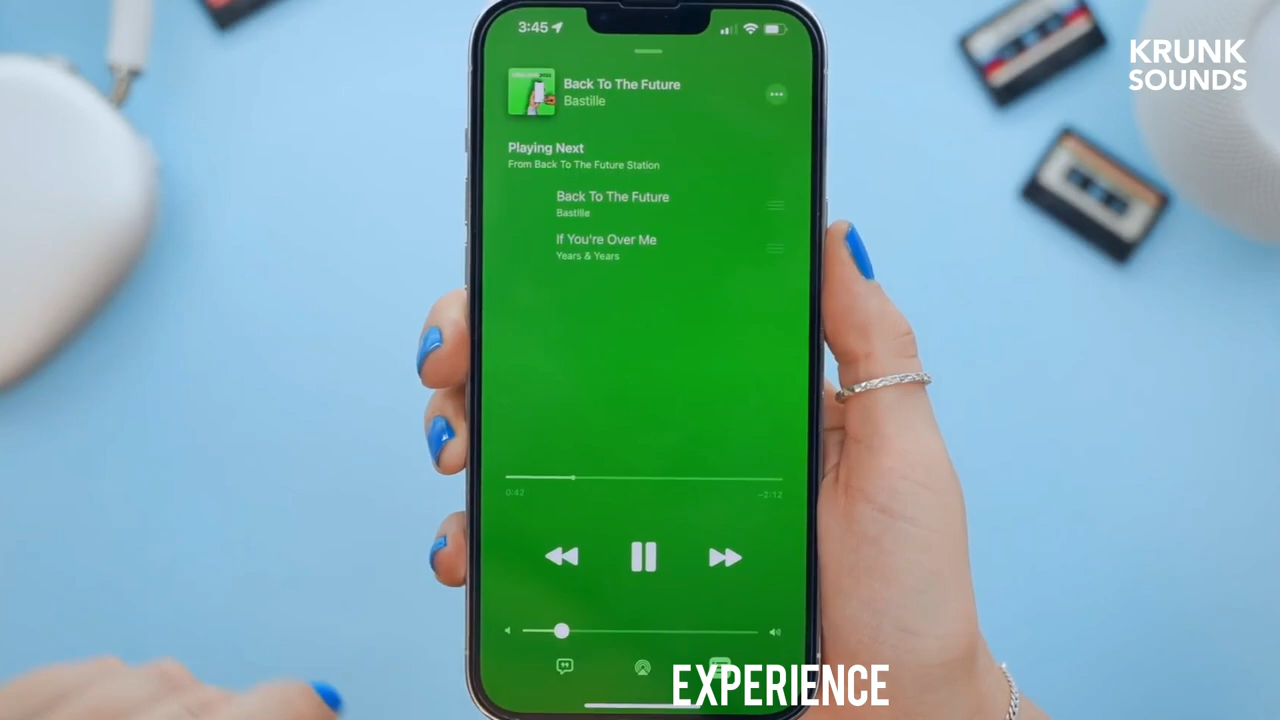 3:45
KRUNK
SOUNDS
Back To The Future
Bastille
Playing Next
From Back To The Future Station
Back To The Future
Bastille
If You're Over Me
Years & Years
0:42
-2:12
EXPERIENCE